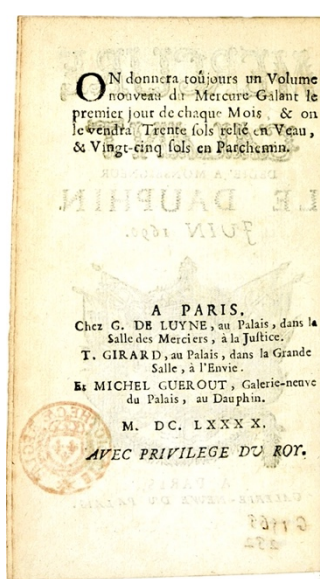 ON donnera toûjours un Volume
nouveau du Mercure Galant le
premier jour de chaque Mois, & on
le vendra Trente sols relié en Veau,
& Vingt-cinq sols en Parchemin.
A PARIS,
Chez G. DE LUYNE, au Palais, dans la
Salle des Merciers, à la Justice.
T. GIRARD, au Palais, dans la Grande
Salle, à l'Envie.
Et MICHEL GUEROUT, Galerie-neuve
du Palais, au Dauphin.
M. DC. LXXXX.
AVEC PRIVILEGE DU ROY.